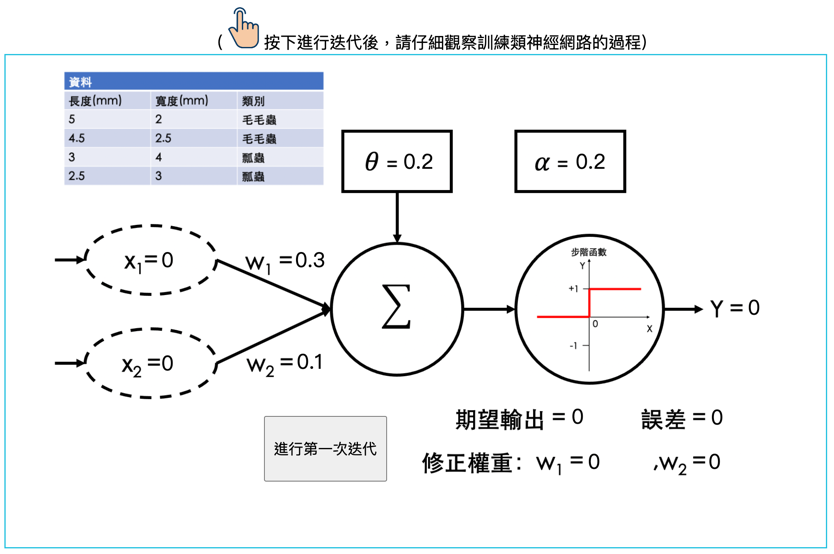 ( 按下進行迭代後，請仔細觀察訓練類神經網路的過程)
資料
長度(mm) 寬度(mm) 類別
5 2 毛毛蟲
4.5 2.5 毛毛蟲
3 4 瓢蟲
2.5 3 瓢蟲
θ = 0.2
α = 0.2
x₁=0
w₁=0.3
Σ
步階函數
Y
+1
0
X
-1
Y=0
x₂=0
w₂=0.1
進行第一次迭代
期望輸出=0 誤差=0
修正權重: w₁=0 ,w₂=0